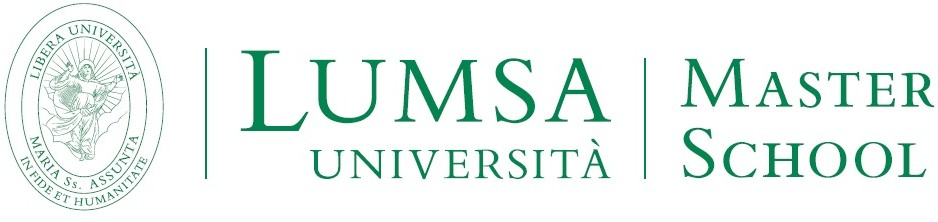 LIBERA UNIVERSITÀ
MARIA Ss. ASSUNTA
IN FIDE ET HUMANITATE
LUMSA
UNIVERSITÀ
MASTER
SCHOOL